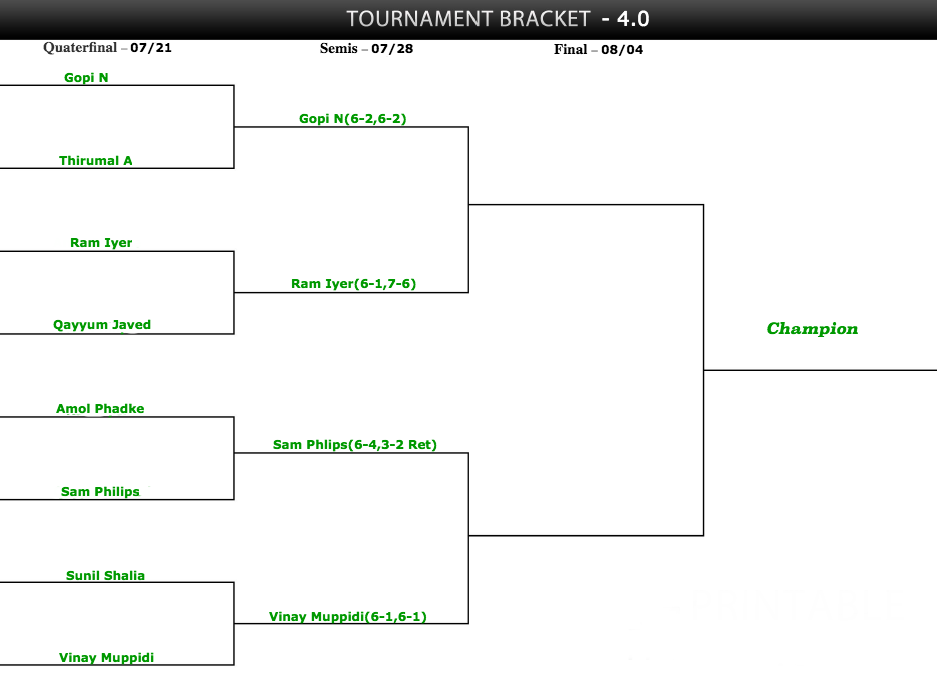 TOURNAMENT BRACKET - 4.0
Quaterfinal – 07/21
Semis – 07/28
Final – 08/04
Gopi N
Gopi N(6-2,6-2)
Thirumal A
Ram Iyer
Ram Iyer(6-1,7-6)
Qayyum Javed
Champion
Amol Phadke
Sam Phlips(6-4,3-2 Ret)
Sam Philips
Sunil Shalia
Vinay Muppidi(6-1,6-1)
Vinay Muppidi